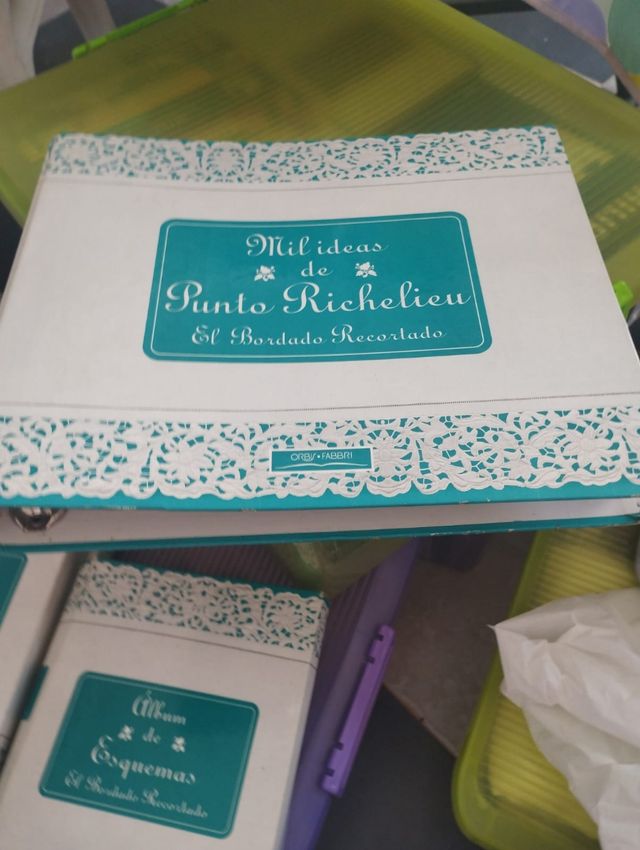 Mil ideas
de
Punto Richelieu
El Bordado Recortado
ORBIS•FABBRI
Álbum
de
Esquemas
El Bordado Recortado